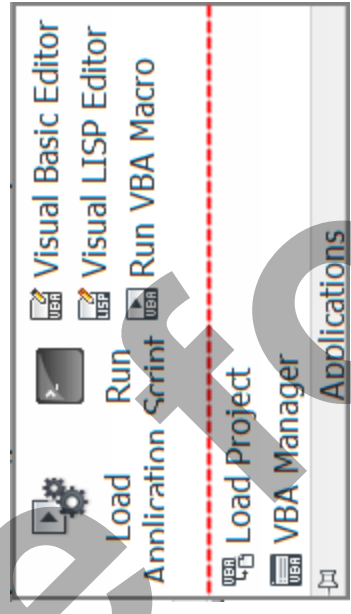 Load
Application
Run
Script
Visual Basic Editor
Visual LISP Editor
Run VBA Macro
Load Project
VBA Manager
Applications